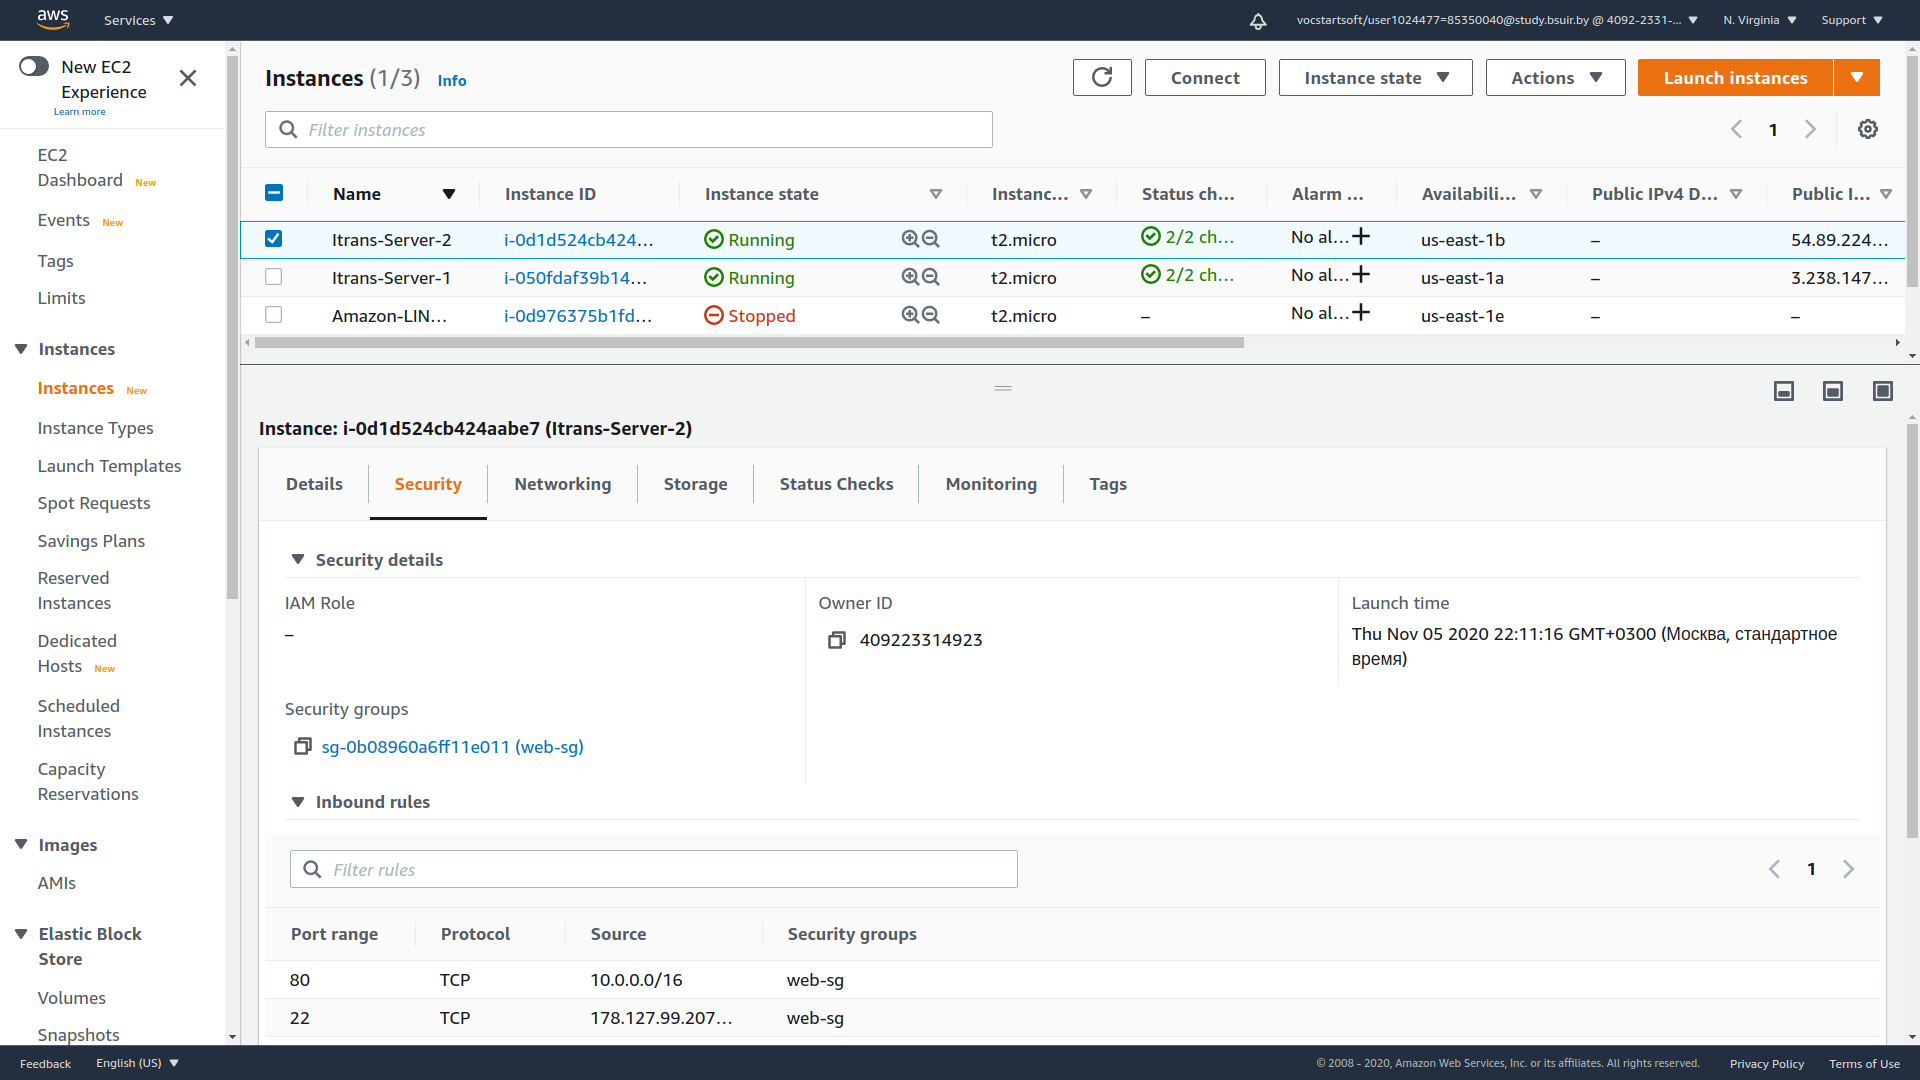 aws Services vocstartsoft/user1024477=85350040@study.bsuir.by @ 4092-2331-... N. Virginia Support
New EC2
Experience
Learn more
EC2
Dashboard New
Events New
Tags
Limits
Instances
Instances New
Instance Types
Launch Templates
Spot Requests
Savings Plans
Reserved
Instances
Dedicated
Hosts New
Scheduled
Instances
Capacity
Reservations
Images
AMIs
Elastic Block
Store
Volumes
Snapshots
Instances (1/3) Info Connect Instance state Actions Launch instances
Filter instances 1
Name Instance ID Instance state Instanc... Status ch... Alarm ... Availabili... Public IPv4 D... Public I...
Itrans-Server-2 i-0d1d524cb424... Running t2.micro 2/2 ch... No al... us-east-1b – 54.89.224...
Itrans-Server-1 i-050fdaf39b14... Running t2.micro 2/2 ch... No al... us-east-1a – 3.238.147...
Amazon-LIN... i-0d976375b1fd... Stopped t2.micro – No al... us-east-1e – –
Instance: i-0d1d524cb424aabe7 (Itrans-Server-2)
Details Security Networking Storage Status Checks Monitoring Tags
Security details
IAM Role Owner ID Launch time
– 409223314923 Thu Nov 05 2020 22:11:16 GMT+0300 (Москва, стандартное
время)
Security groups
sg-0b08960a6ff11e011 (web-sg)
Inbound rules
Filter rules 1
Port range Protocol Source Security groups
80 TCP 10.0.0.0/16 web-sg
22 TCP 178.127.99.207... web-sg
Feedback English (US) © 2008 - 2020, Amazon Web Services, Inc. or its affiliates. All rights reserved. Privacy Policy Terms of Use